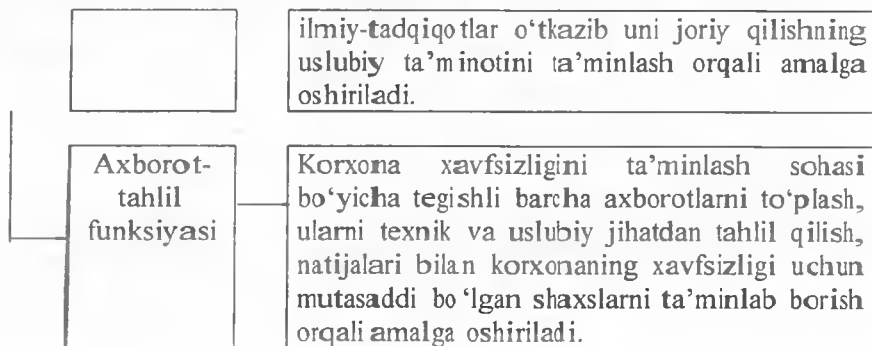 ilmiy-tadqiqotlar o‘tkazib uni joriy qilishning
uslubiy ta’minotini ta’minlash orqali amalga
oshiriladi.
Axborot-
tahlil
funksiyasi
Korxona xavfsizligini ta’minlash sohasi
bo‘yicha tegishli barcha axborotlarni to‘plash,
ularni texnik va uslubiy jihatdan tahlil qilish,
natijalari bilan korxonaning xavfsizligi uchun
mutasaddi bo‘lgan shaxslarni ta’minlab borish
orqali amalga oshiriladi.